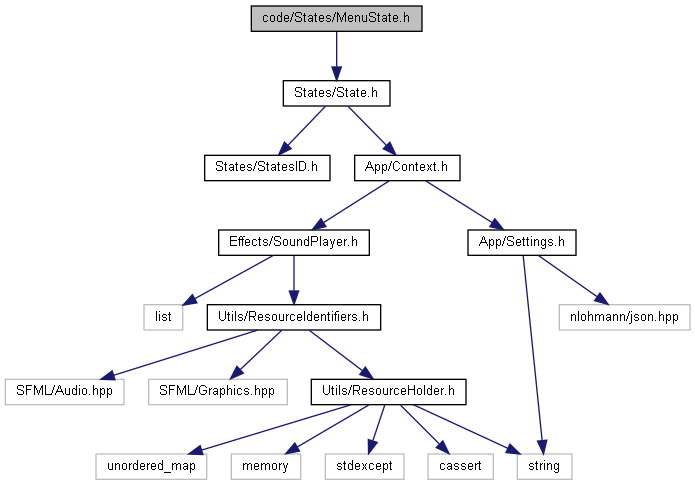 code/States/MenuState.h
States/State.h
States/StatesID.h
App/Context.h
Effects/SoundPlayer.h
App/Settings.h
list
Utils/ResourceIdentifiers.h
nlohmann/json.hpp
SFML/Audio.hpp
SFML/Graphics.hpp
Utils/ResourceHolder.h
unordered_map
memory
stdexcept
cassert
string